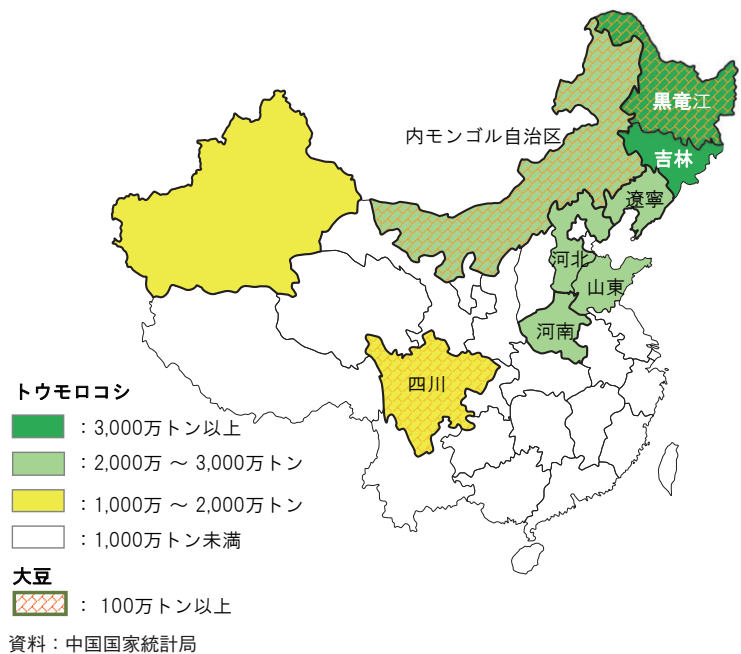 黒竜江
内モンゴル自治区
吉林
遼寧
河北
山東
河南
四川
トウモロコシ
：3,000万トン以上
：2,000万 ～ 3,000万トン
：1,000万 ～ 2,000万トン
：1,000万トン未満
大豆
： 100万トン以上
資料：中国国家統計局